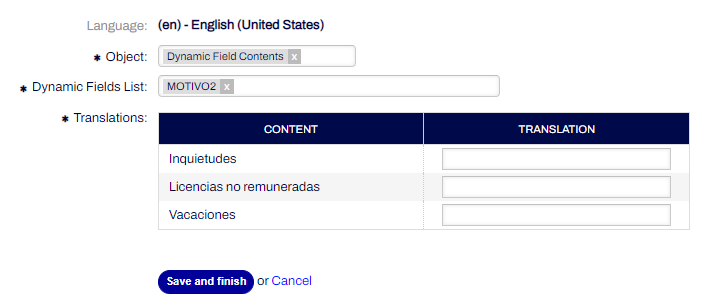 Language: (en) - English (United States)
✱ Object: Dynamic Field Contents x
✱ Dynamic Fields List: MOTIVO2 x
✱ Translations:
CONTENT TRANSLATION
Inquietudes
Licencias no remuneradas
Vacaciones
Save and finish or Cancel